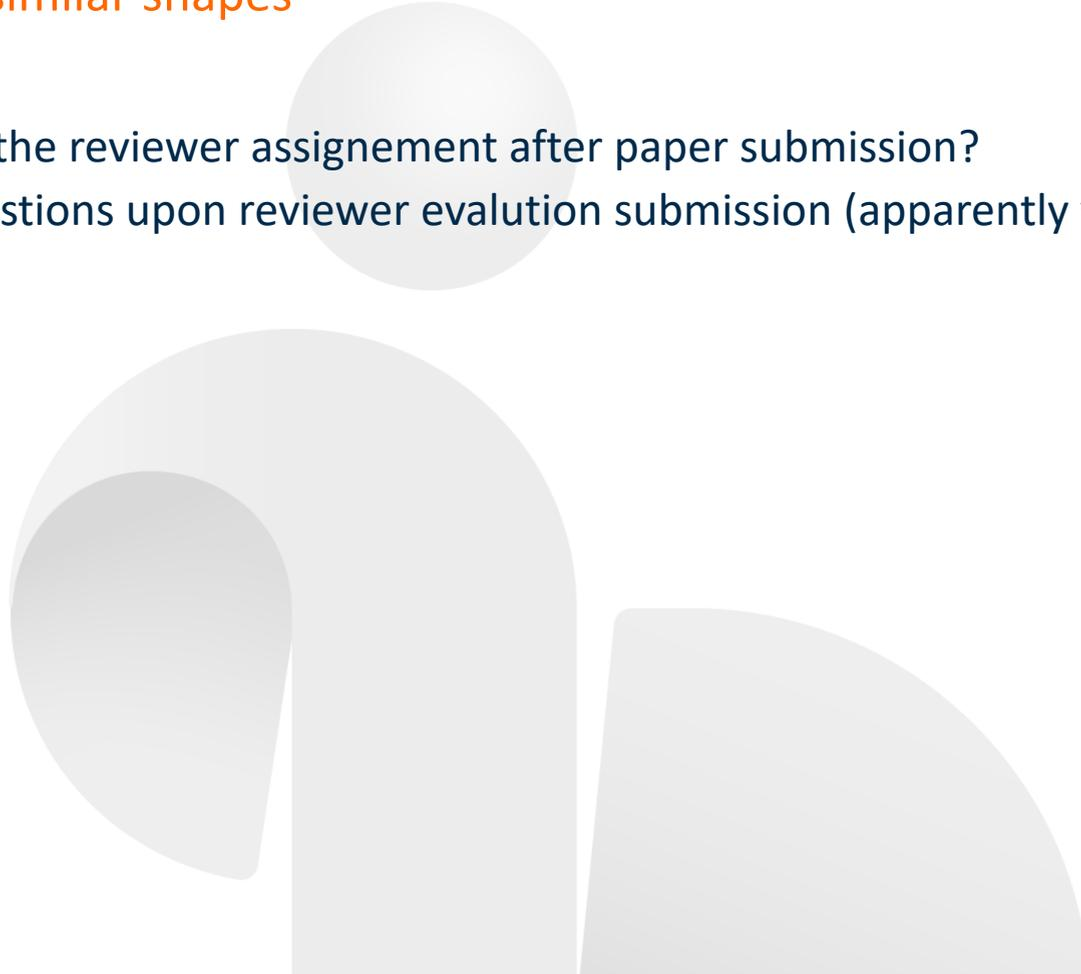 similar shapes
the reviewer assignement after paper submission?
stions upon reviewer evalution submission (apparently